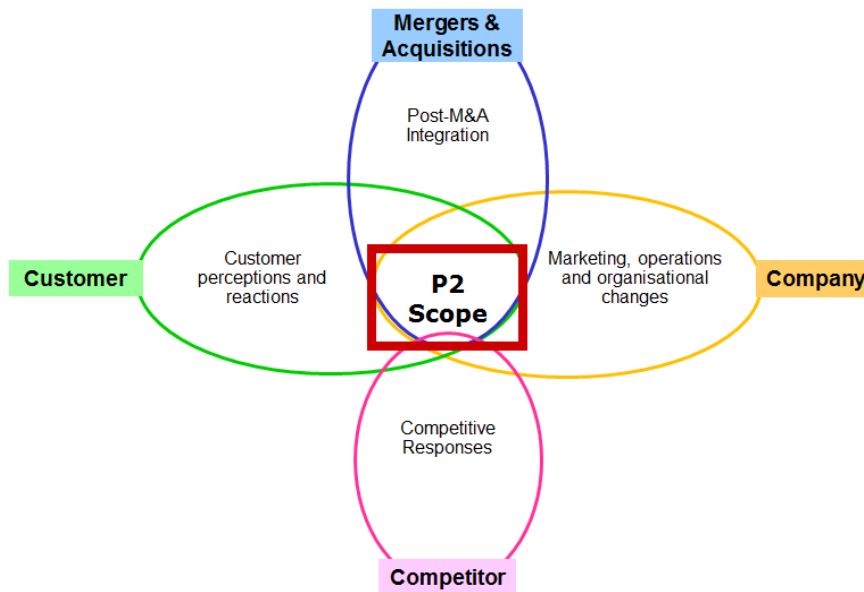 Mergers &
Acquisitions
Post-M&A
Integration
Customer
Customer
perceptions and
reactions
P2
Scope
Marketing, operations
and organisational
changes
Company
Competitive
Responses
Competitor